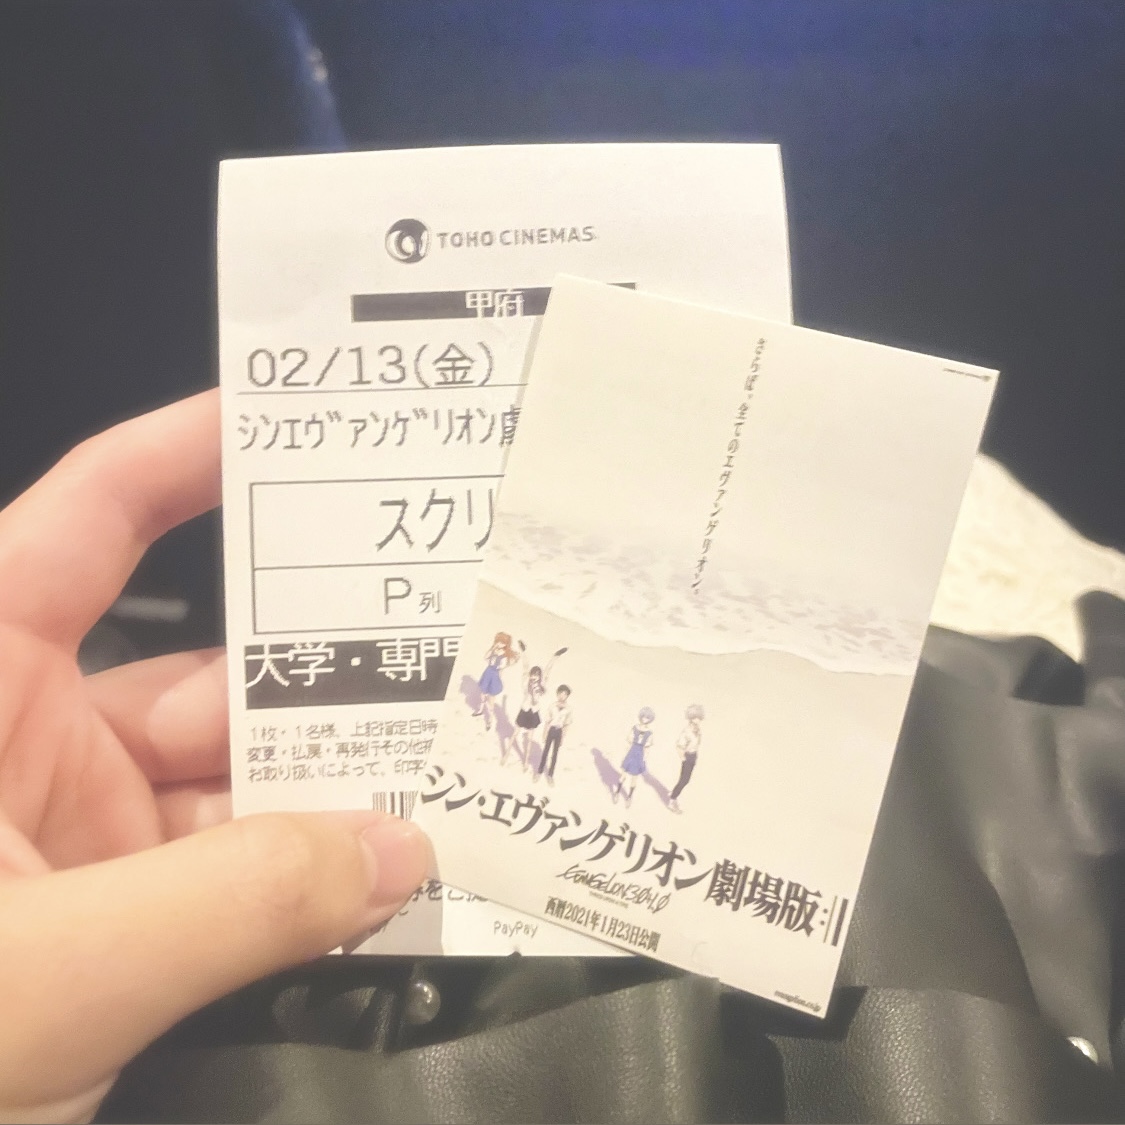 TOHO CINEMAS
甲府
02/13(金)
シンエヴァンゲリオン劇
スクリ
P列
大学・専門
1枚・1名様、上記指定日時
変更・払戻・再発行その他
お取り扱いによって、印字
PayPay
さらば、全てのエヴァンゲリオン。
シン・エヴァンゲリオン劇場版:||
EVANGELION:3.0+1.0
西暦2021年1月23日公開